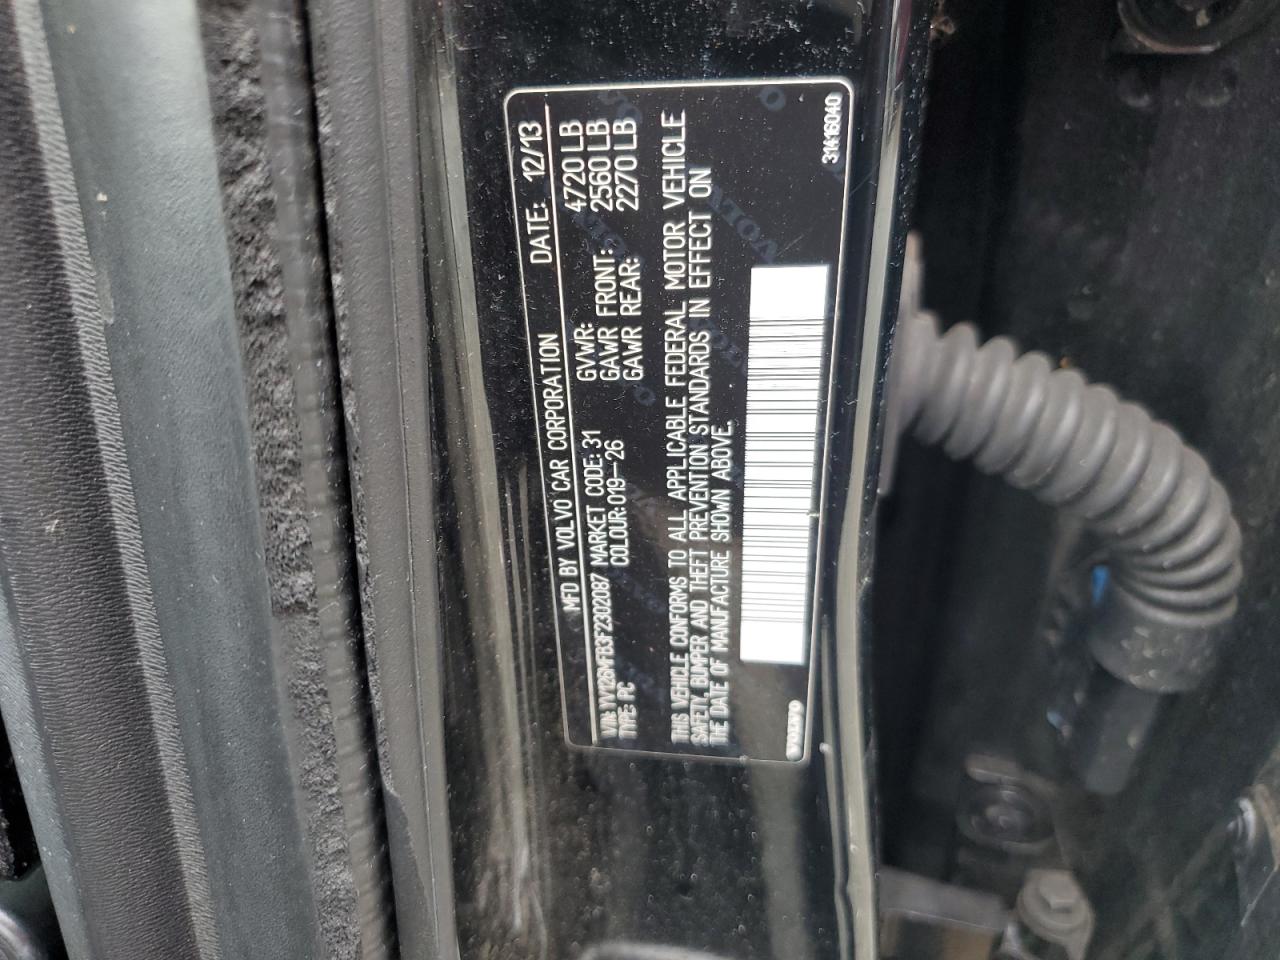 MFD BY VOLVO CAR CORPORATION DATE: 12/13
GVWR: 4720 LB
VIN: YV126MFB3F2302087 MARKET CODE: 31 GAWR FRONT: 2560 LB
TYPE: PC COLOUR: 019-26 GAWR REAR: 2270 LB
THIS VEHICLE CONFORMS TO ALL APPLICABLE FEDERAL MOTOR VEHICLE
SAFETY, BUMPER AND THEFT PREVENTION STANDARDS IN EFFECT ON
THE DATE OF MANUFACTURE SHOWN ABOVE.
VOLVO 31416040